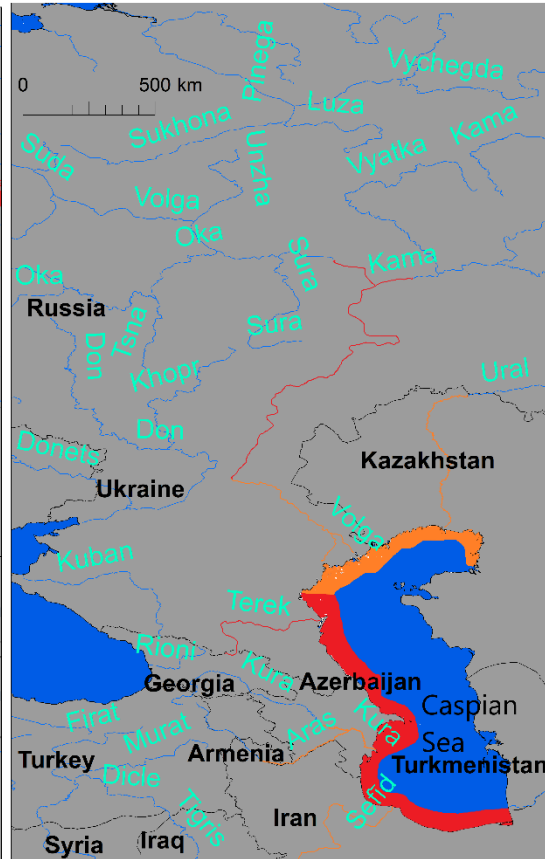 Pinega
Vychegda
0 500 km
Luza
Kama
Sukhona
Unzha
Vyatka
Suda
Volga
Oka
Sura
Kama
Oka
Russia
Don
Tsna
Sura
Khopr
Ural
Don
Donets
Kazakhstan
Ukraine
Volga
Kuban
Terek
Rioni
Kura
Georgia
Azerbaijan
Caspian
Sea
Kura
Firat
Murat
Aras
Armenia
Turkey
Turkmenistan
Dicle
Tigris
Sefid
Iran
Syria
Iraq